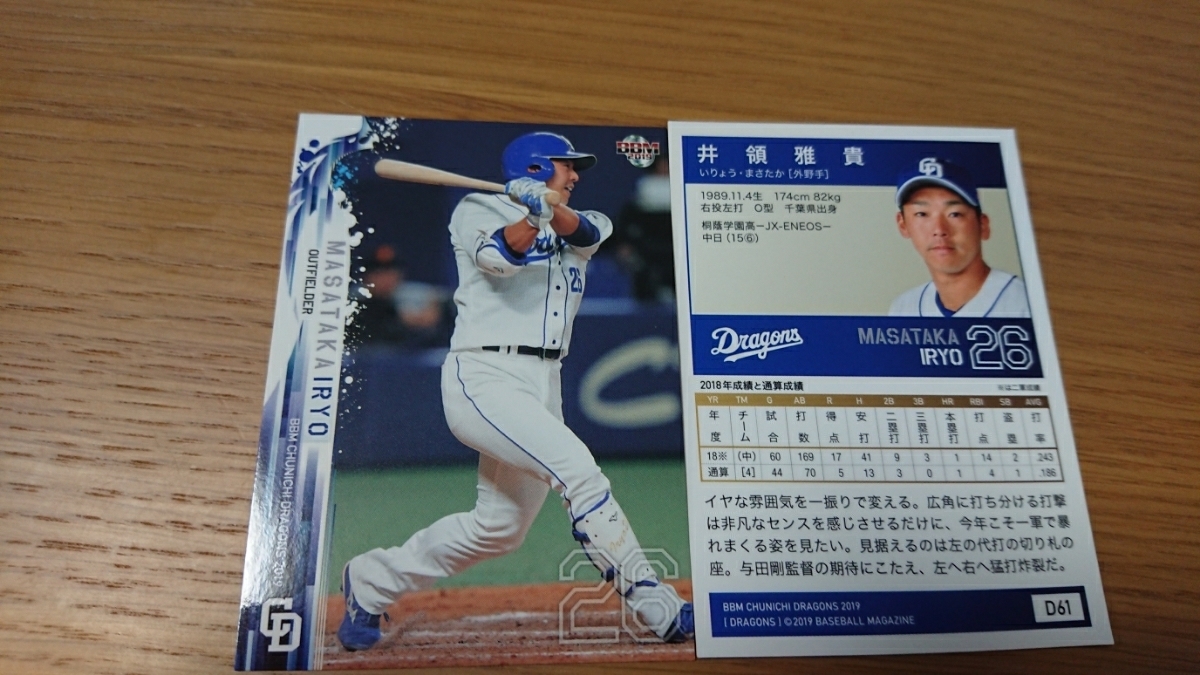 BBM
2019
MASATAKA IRYO
OUTFIELDER
BBM CHUNICHI DRAGONS 2019
26
26
井領雅貴
いりょう・まさたか [外野手]
1989.11.4生 174cm 82kg
右投左打 O型 千葉県出身
桐蔭学園高ーJX-ENEOSー
中日 (15⑥)
Dragons
MASATAKA
IRYO 26
2018年成績と通算成績
※は二軍成績
YR TM G AB R H 2B 3B HR RBI SB AVG
年度 チーム 試合 打数 得点 安打 二塁打 三塁打 本塁打 打点 盗塁 打率
18※ (中) 60 169 17 41 9 3 1 14 2 .243
通算 [4] 44 70 5 13 3 0 1 4 1 .186
イヤな雰囲気を一振りで変える。広角に打ち分ける打撃
は非凡なセンスを感じさせるだけに、今年こそ一軍で暴
れまくる姿を見たい。見据えるのは左の代打の切り札の
座。与田剛監督の期待にこたえ、左へ右へ猛打炸裂だ。
BBM CHUNICHI DRAGONS 2019
[ DRAGONS ] ©2019 BASEBALL MAGAZINE
D61